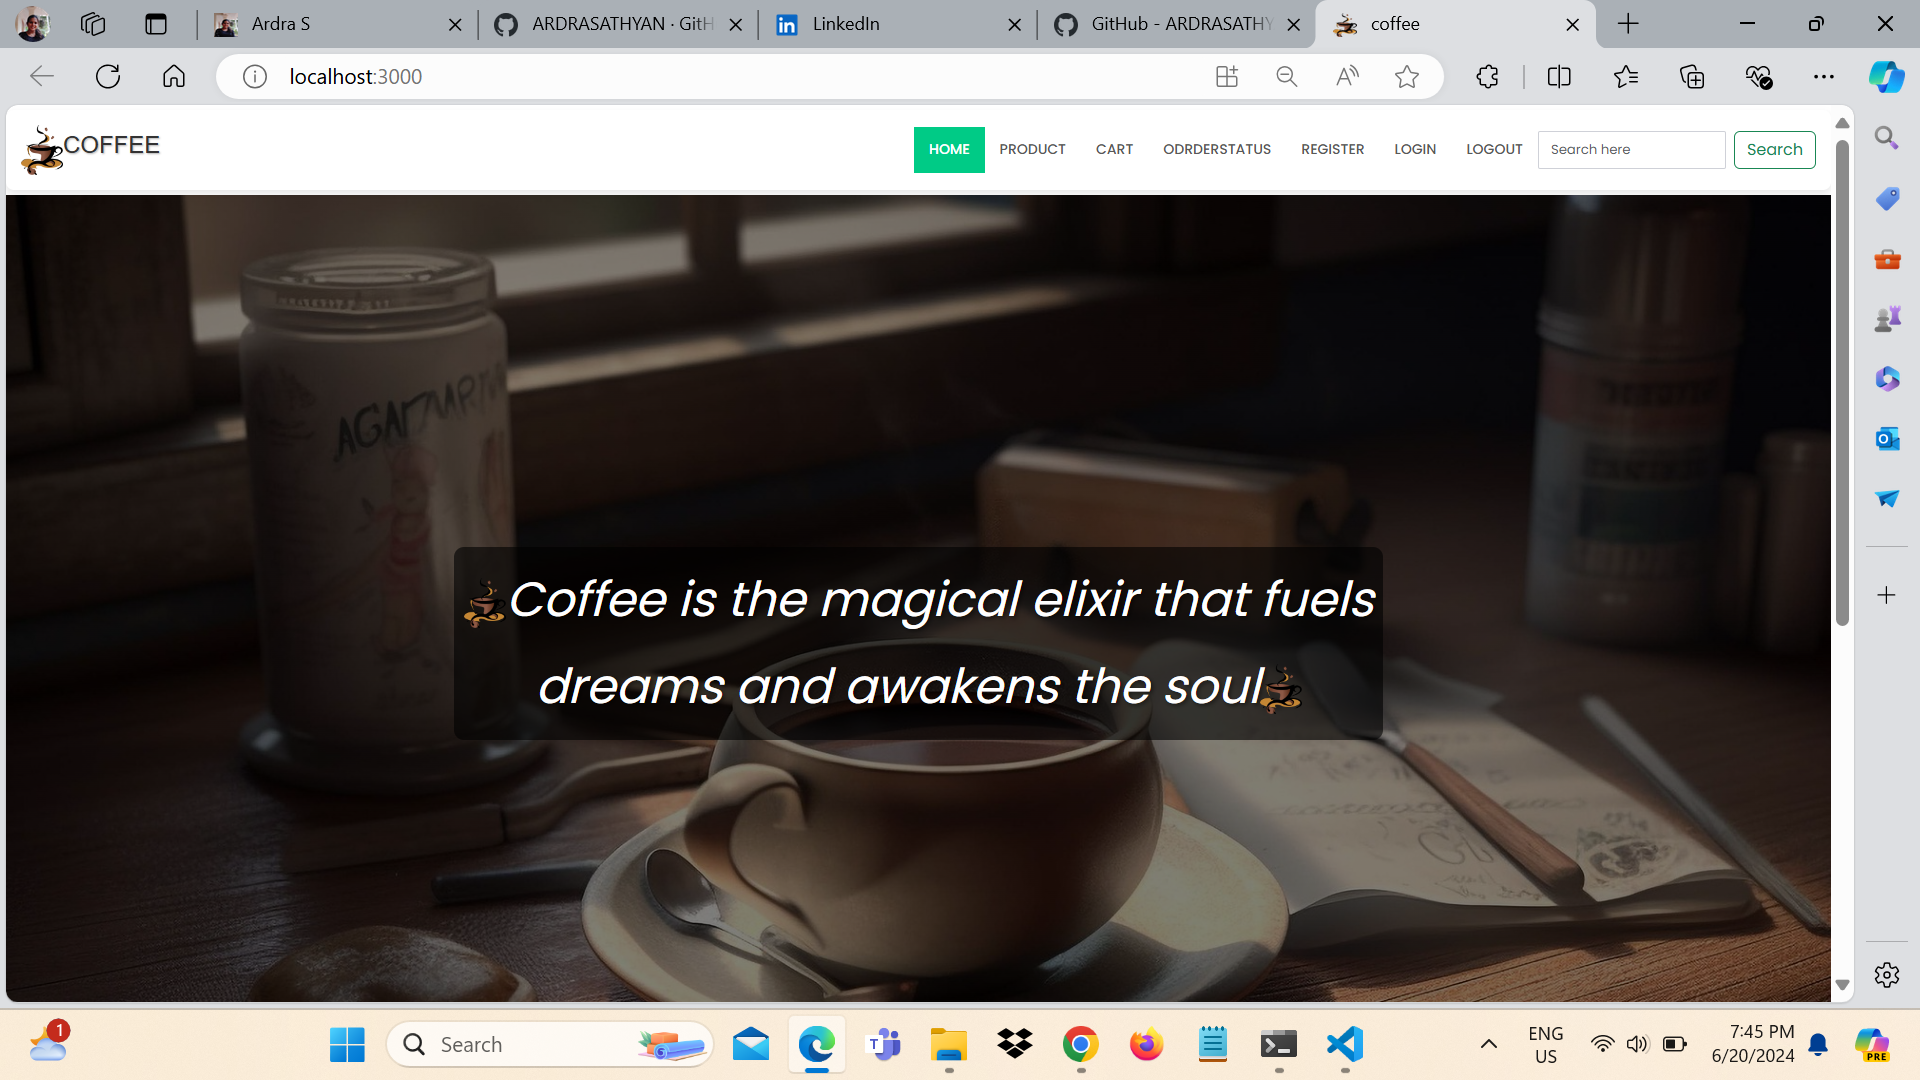 Ardra S
ARDRASATHYAN · GitH
LinkedIn
GitHub - ARDRASATHY
coffee
localhost:3000
COFFEE
HOME PRODUCT CART ODRDERSTATUS REGISTER LOGIN LOGOUT Search here Search
Coffee is the magical elixir that fuels
dreams and awakens the soul
1
Search
ENG
US
7:45 PM
6/20/2024
PRE